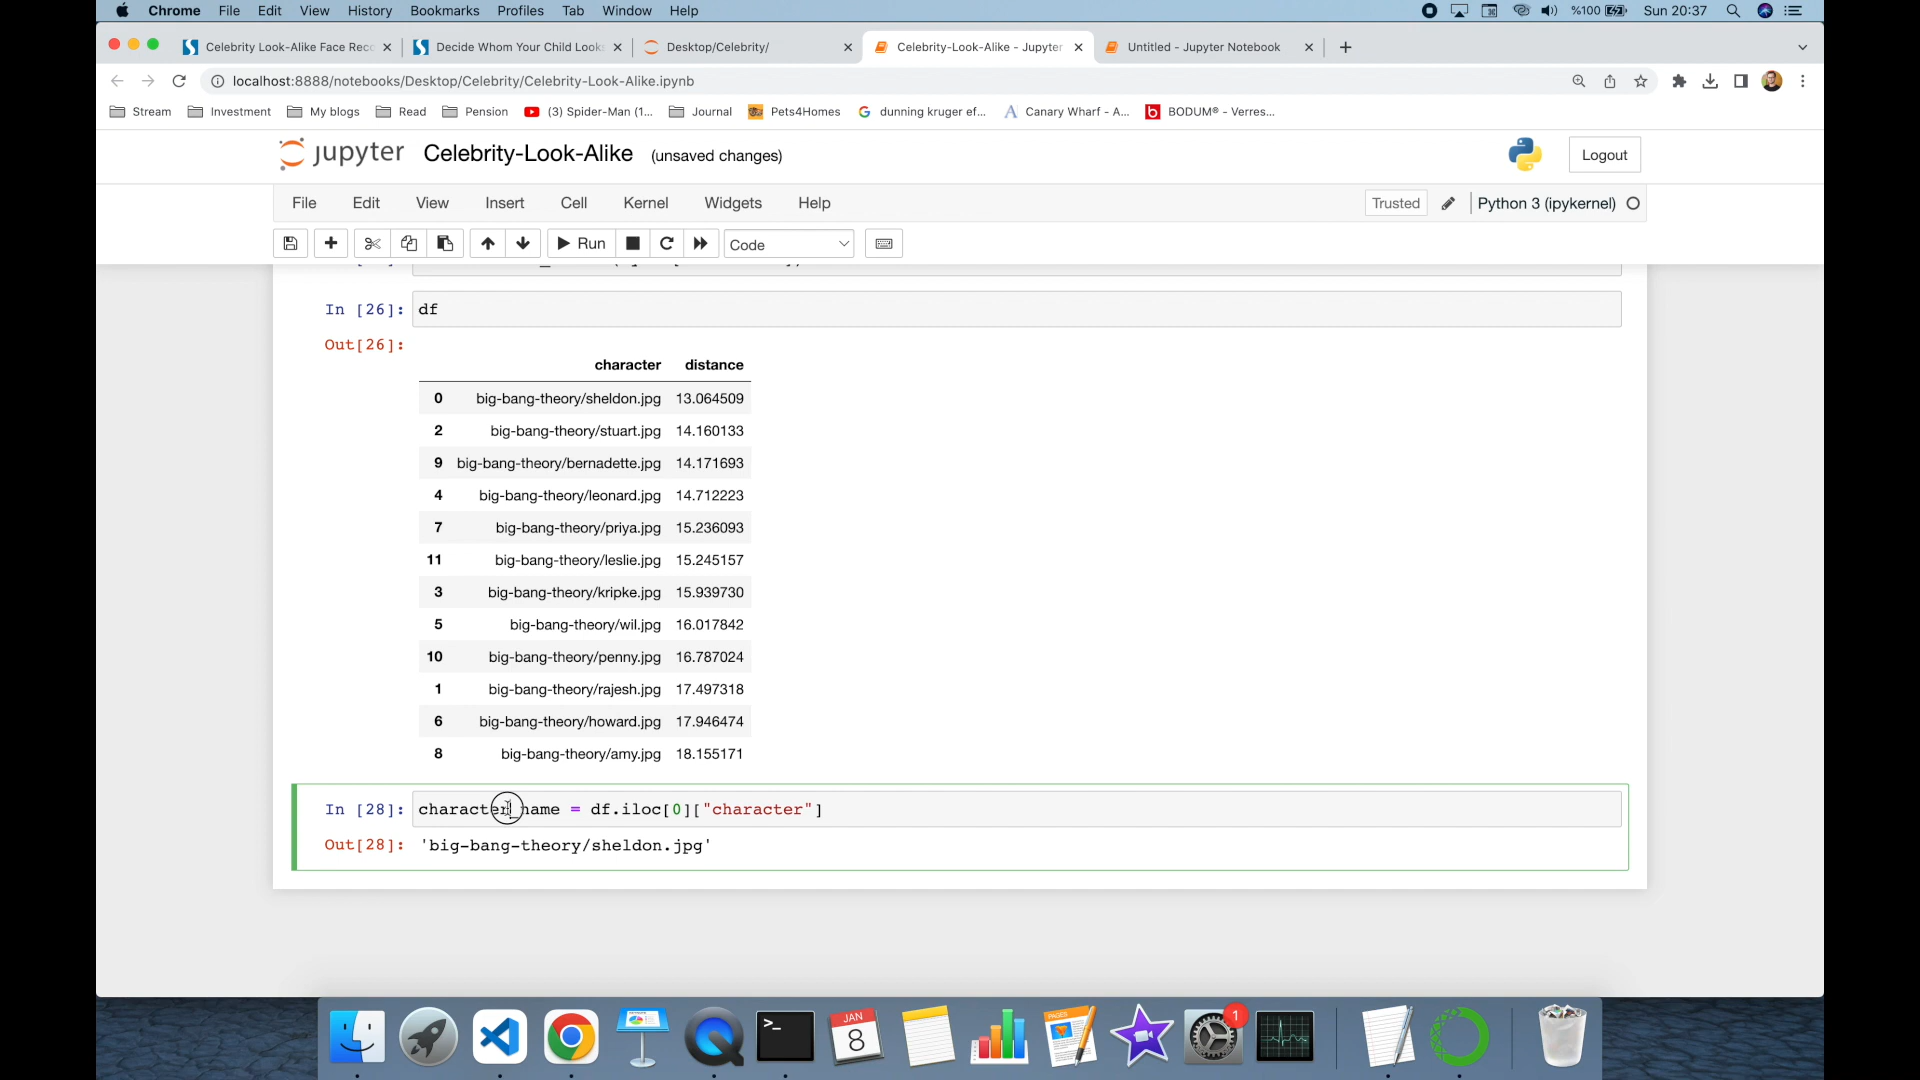 Chrome File Edit View History Bookmarks Profiles Tab Window Help %100 Sun 20:37
Celebrity Look-Alike Face Reco Decide Whom Your Child Looks Desktop/Celebrity/ Celebrity-Look-Alike - Jupyter Untitled - Jupyter Notebook
localhost:8888/notebooks/Desktop/Celebrity/Celebrity-Look-Alike.ipynb
Stream Investment My blogs Read Pension (3) Spider-Man (1... Journal Pets4Homes dunning kruger ef... Canary Wharf - A... BODUM® - Verres...
jupyter Celebrity-Look-Alike (unsaved changes) Logout
File Edit View Insert Cell Kernel Widgets Help Trusted Python 3 (ipykernel)
Run Code
In [26]: df
Out[26]:
character distance
0 big-bang-theory/sheldon.jpg 13.064509
2 big-bang-theory/stuart.jpg 14.160133
9 big-bang-theory/bernadette.jpg 14.171693
4 big-bang-theory/leonard.jpg 14.712223
7 big-bang-theory/priya.jpg 15.236093
11 big-bang-theory/leslie.jpg 15.245157
3 big-bang-theory/kripke.jpg 15.939730
5 big-bang-theory/wil.jpg 16.017842
10 big-bang-theory/penny.jpg 16.787024
1 big-bang-theory/rajesh.jpg 17.497318
6 big-bang-theory/howard.jpg 17.946474
8 big-bang-theory/amy.jpg 18.155171
In [28]: character_name = df.iloc[0]["character"]
Out[28]: 'big-bang-theory/sheldon.jpg'
JAN
8
PAGES
1